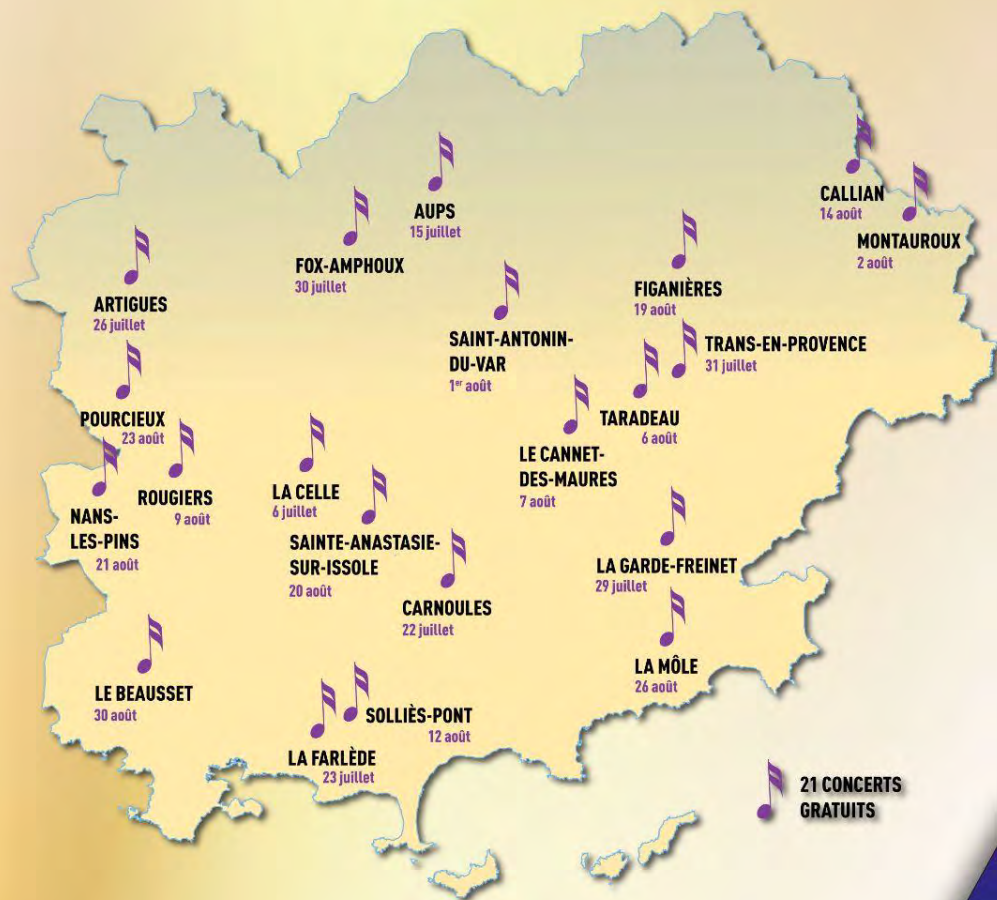 AUPS
15 juillet
CALLIAN
14 août
MONTAUROUX
2 août
FOX-AMPHOUX
30 juillet
FIGANIÈRES
19 août
ARTIGUES
26 juillet
SAINT-ANTONIN-
DU-VAR
1er août
TRANS-EN-PROVENCE
31 juillet
POURCIEUX
23 août
TARADEAU
6 août
LE CANNET-
DES-MAURES
7 août
ROUGIERS
9 août
LA CELLE
6 juillet
NANS-
LES-PINS
21 août
SAINTE-ANASTASIE-
SUR-ISSOLE
20 août
LA GARDE-FREINET
29 juillet
CARNOULES
22 juillet
LA MÔLE
26 août
LE BEAUSSET
30 août
SOLLIÈS-PONT
12 août
LA FARLÈDE
23 juillet
21 CONCERTS
GRATUITS